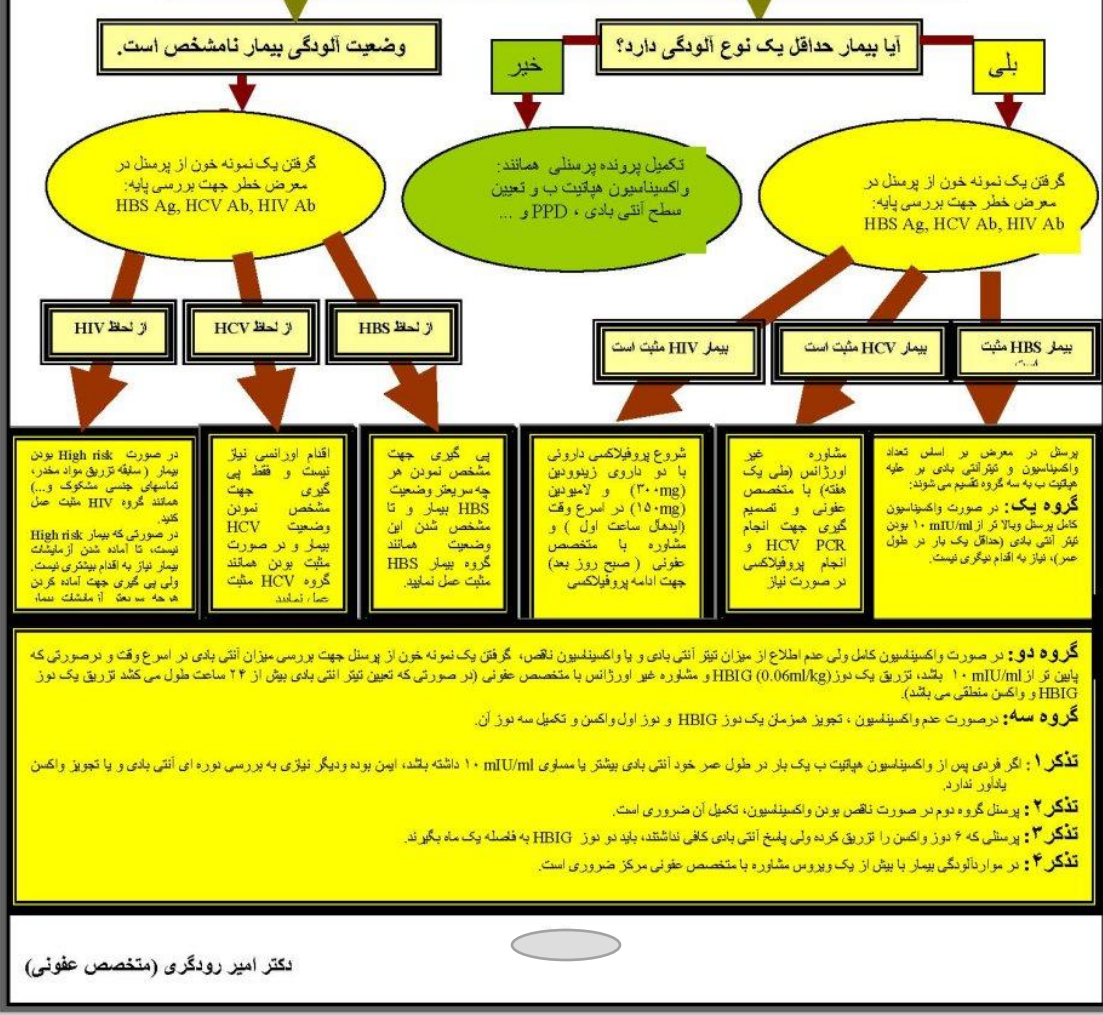 آیا بیمار حداقل یک نوع آلودگی دارد؟
بلی
خیر
وضعیت آلودگی بیمار نامشخص است.
گرفتن یک نمونه خون از پرسنل در
معرض خطر جهت بررسی پایه:
HBS Ag, HCV Ab, HIV Ab
تکمیل پرونده پرسنلی همانند:
واکسیناسیون هپاتیت ب و تعیین
سطح آنتی بادی ، PPD و ...
گرفتن یک نمونه خون از پرسنل در
معرض خطر جهت بررسی پایه:
HBS Ag, HCV Ab, HIV Ab
بیمار HBS مثبت
است
بیمار HCV مثبت است
بیمار HIV مثبت است
از لحاظ HBS
از لحاظ HCV
از لحاظ HIV
پرسنل در معرض بر اساس تعداد
واکسیناسیون و تیترآنتی بادی بر علیه
هپاتیت ب به سه گروه تقسیم می شوند:
گروه یک: در صورت واکسیناسیون
کامل پرسنل وبالا تر از۱۰ mIU/ml بودن
تیتر آنتی بادی (حداقل یک بار در طول
عمر)، نیاز به اقدام دیگری نیست.
مشاوره غیر
اورژانس (طی یک
هفته) با متخصص
عفونی و تصمیم
گیری جهت انجام
HCV PCR و
انجام پروفیلاکسی
در صورت نیاز
شروع پروفیلاکسی داروئی
با دو داروی زینوودین
(۳۰۰mg) و لامیودین
(۱۵۰mg) در اسرع وقت
(ایدهآل ساعت اول ) و
مشاوره با متخصص
عفونی ( صبح روز بعد)
جهت ادامه پروفیلاکسی
پی گیری جهت
مشخص نمودن هر
چه سریعتر وضعیت
HBS بیمار و تا
مشخص شدن این
وضعیت همانند
گروه بیمار HBS
مثبت عمل نمایید.
اقدام اورانسی نیاز
نیست و فقط پی
گیری جهت
مشخص نمودن
وضعیت HCV
بیمار و در صورت
مثبت بودن همانند
گروه HCV مثبت
عمل نمایید.
در صورت High risk بودن
بیمار ( سابقه تزریق مواد مخدر،
تماسهای جنسی مشکوک و...)
همانند گروه HIV مثبت عمل
کنید.
در صورتی که بیمار High risk
نیست، تا آماده شدن آزمایشات
بیمار نیاز به اقدام بیشتری نیست.
ولی پی گیری جهت آماده کردن
هرچه سریعتر آزمایشات بیمار
گروه دو: در صورت واکسیناسیون کامل ولی عدم اطلاع از میزان تیتر آنتی بادی و یا واکسیناسیون ناقص، گرفتن یک نمونه خون از پرسنل جهت بررسی میزان آنتی بادی در اسرع وقت و درصورتی که
پایین تر از۱۰ mIU/ml باشد، تزریق یک دوز(0.06ml/kg) HBIG و مشاوره غیر اورژانس با متخصص عفونی (در صورتی که تعیین تیتر انتی بادی بیش از ۲۴ ساعت طول می کشد تزریق یک دوز
HBIG و واکسن منطقی می باشد).
گروه سه: درصورت عدم واکسیناسیون ، تجویز همزمان یک دوز HBIG و دوز اول واکسن و تکمیل سه دوز آن.
تذکر۱: اگر فردی پس از واکسیناسیون هپاتیت ب یک بار در طول عمر خود آنتی بادی بیشتر یا مساوی ۱۰ mIU/ml داشته باشد، ایمن بوده ودیگر نیازی به بررسی دوره ای آنتی بادی و یا تجویز واکسن
یادآور ندارد.
تذکر۲: پرسنل گروه دوم در صورت ناقص بودن واکسیناسیون، تکمیل آن ضروری است.
تذکر۳: پرسنلی که ۶ دوز واکسن را تزریق کرده ولی پاسخ آنتی بادی کافی نداشتند، باید دو دوز HBIG به فاصله یک ماه بگیرند.
تذکر۴: در مواردآلودگی بیمار با بیش از یک ویروس مشاوره با متخصص عفونی مرکز ضروری است.
دکتر امیر رودگری (متخصص عفونی)